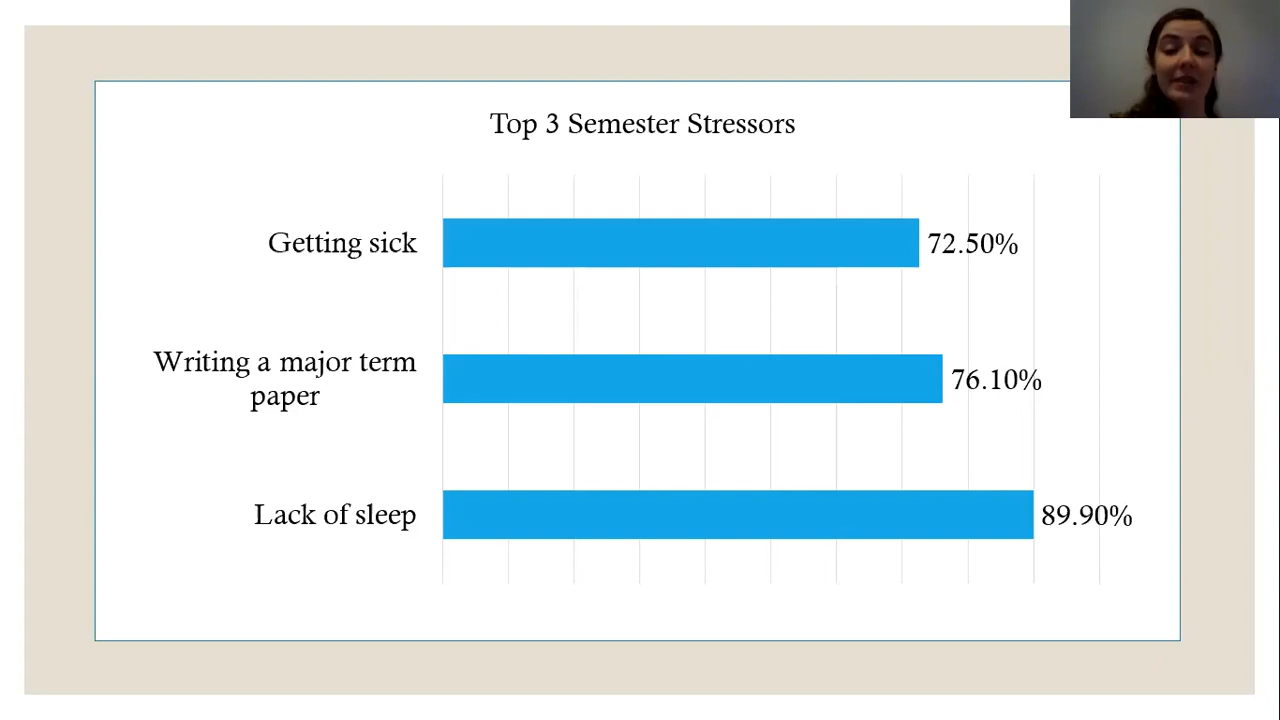 Top 3 Semester Stressors
Getting sick
72.50%
Writing a major term
paper
76.10%
Lack of sleep
89.90%